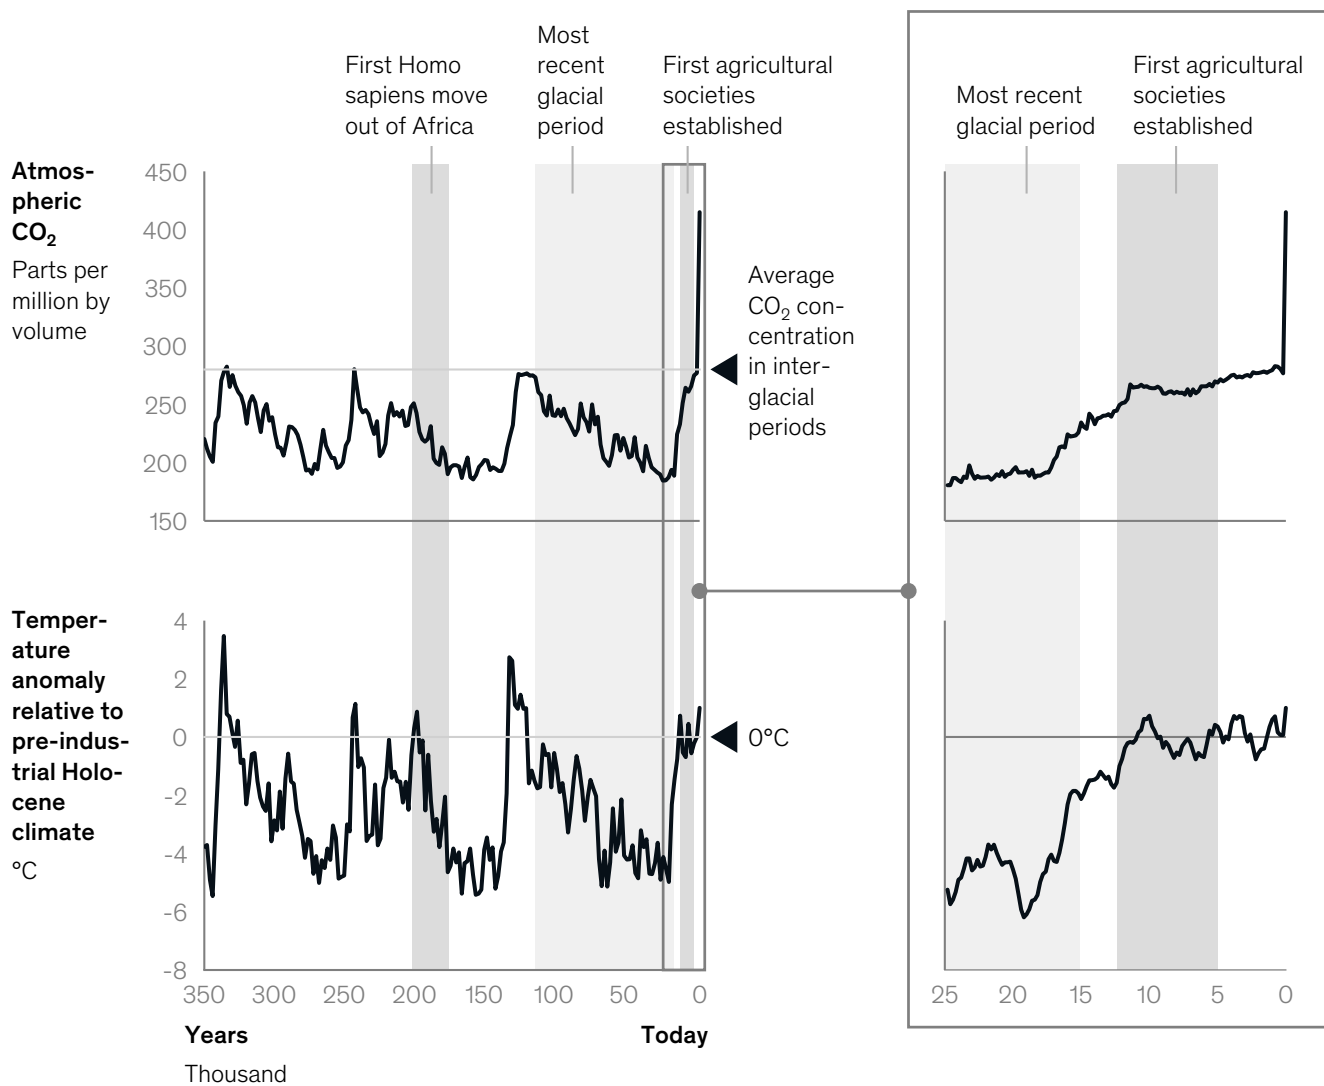 First Homo
sapiens move
out of Africa
Most
recent
glacial
period
First agricultural
societies
established
Most recent
glacial period
First agricultural
societies
established
Atmos-
pheric
CO₂
Parts per
million by
volume
450
400
350
300
250
200
150
Average
CO₂ con-
centration
in inter-
glacial
periods
Temper-
ature
anomaly
relative to
pre-indus-
trial Holo-
cene
climate
°C
4
2
0
-2
-4
-6
-8
0°C
350 300 250 200 150 100 50 0
25 20 15 10 5 0
Years
Today
Thousand